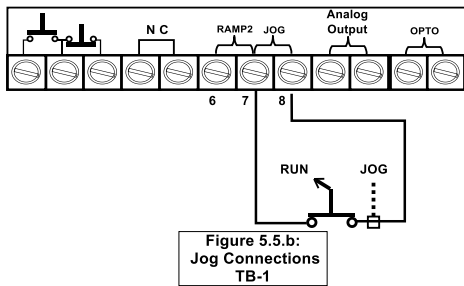 N C
RAMP2
JOG
Analog
Output
OPTO
6
7
8
RUN
JOG
Figure 5.5.b:
Jog Connections
TB-1